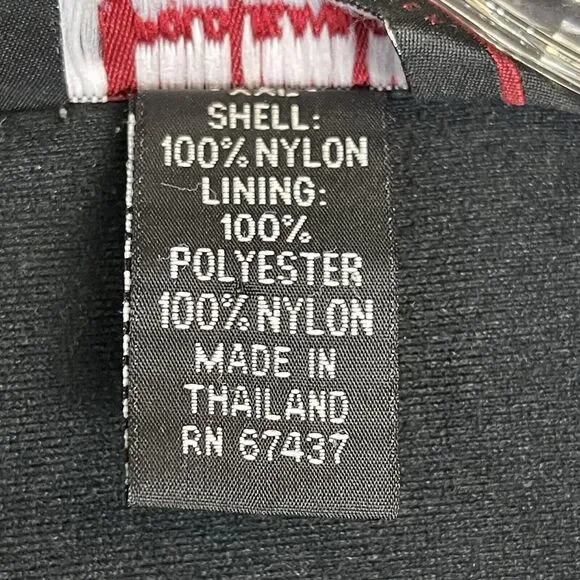 SHELL:
100% NYLON
LINING:
100%
POLYESTER
100% NYLON
MADE IN
THAILAND
RN 67437